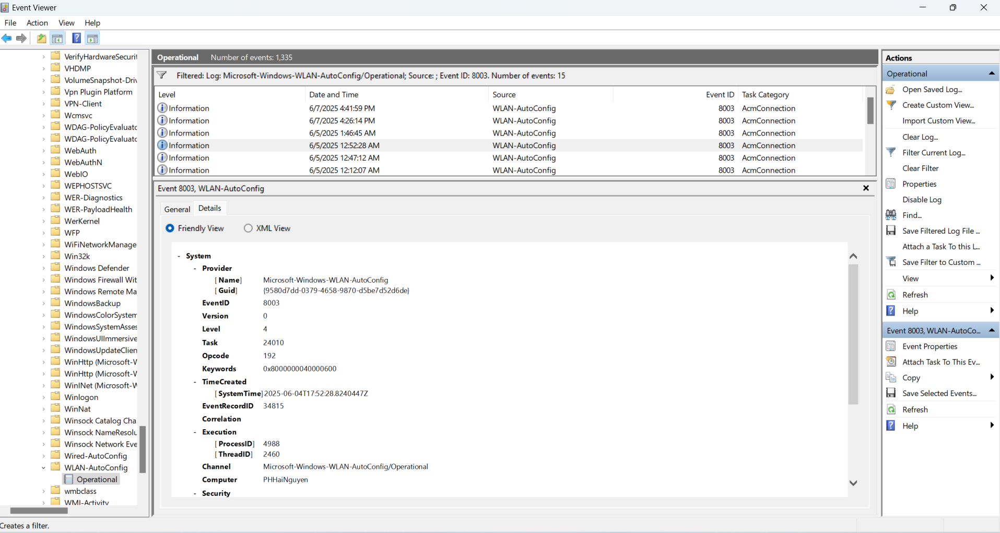 Event Viewer
File Action View Help
VerifyHardwareSecurit
VHDMP
VolumeSnapshot-Driv
Vpn Plugin Platform
VPN-Client
Wcmsvc
WDAG-PolicyEvaluatc
WDAG-PolicyEvaluatc
WebAuth
WebAuthN
WebIO
WEPHOSTSVC
WER-Diagnostics
WER-PayloadHealth
WerKernel
WFP
WiFiNetworkManage
Win32k
Windows Defender
Windows Firewall Wit
Windows Remote Ma
WindowsBackup
WindowsColorSystem
WindowsSystemAsses
WindowsUIImmersive
WindowsUpdateClien
WinHttp (Microsoft-W
WinHttp (Microsoft-W
WinINet (Microsoft-W
Winlogon
WinNat
Winsock Catalog Cha
Winsock NameResolu
Winsock Network Eve
Wired-AutoConfig
WLAN-AutoConfig
Operational
wmbclass
WMI-Activity
Operational Number of events: 1,335
Filtered: Log: Microsoft-Windows-WLAN-AutoConfig/Operational; Source: ; Event ID: 8003. Number of events: 15
Level Date and Time Source Event ID Task Category
Information 6/7/2025 4:41:59 PM WLAN-AutoConfig 8003 AcmConnection
Information 6/7/2025 4:26:14 PM WLAN-AutoConfig 8003 AcmConnection
Information 6/5/2025 1:46:45 AM WLAN-AutoConfig 8003 AcmConnection
Information 6/5/2025 12:52:28 AM WLAN-AutoConfig 8003 AcmConnection
Information 6/5/2025 12:47:12 AM WLAN-AutoConfig 8003 AcmConnection
Information 6/5/2025 12:12:07 AM WLAN-AutoConfig 8003 AcmConnection
Event 8003, WLAN-AutoConfig
General Details
Friendly View XML View
- System
- Provider
[ Name] Microsoft-Windows-WLAN-AutoConfig
[ Guid] {9580d7dd-0379-4658-9870-d5be7d52d6de}
EventID 8003
Version 0
Level 4
Task 24010
Opcode 192
Keywords 0x8000000040000600
- TimeCreated
[ SystemTime] 2025-06-04T17:52:28.8240447Z
EventRecordID 34815
Correlation
- Execution
[ ProcessID] 4988
[ ThreadID] 2460
Channel Microsoft-Windows-WLAN-AutoConfig/Operational
Computer PHHaiNguyen
- Security
Actions
Operational
Open Saved Log...
Create Custom View...
Import Custom View...
Clear Log...
Filter Current Log...
Clear Filter
Properties
Disable Log
Find...
Save Filtered Log File ...
Attach a Task To this L...
Save Filter to Custom ...
View
Refresh
Help
Event 8003, WLAN-AutoCo...
Event Properties
Attach Task To This Ev...
Copy
Save Selected Events...
Refresh
Help
Creates a filter.